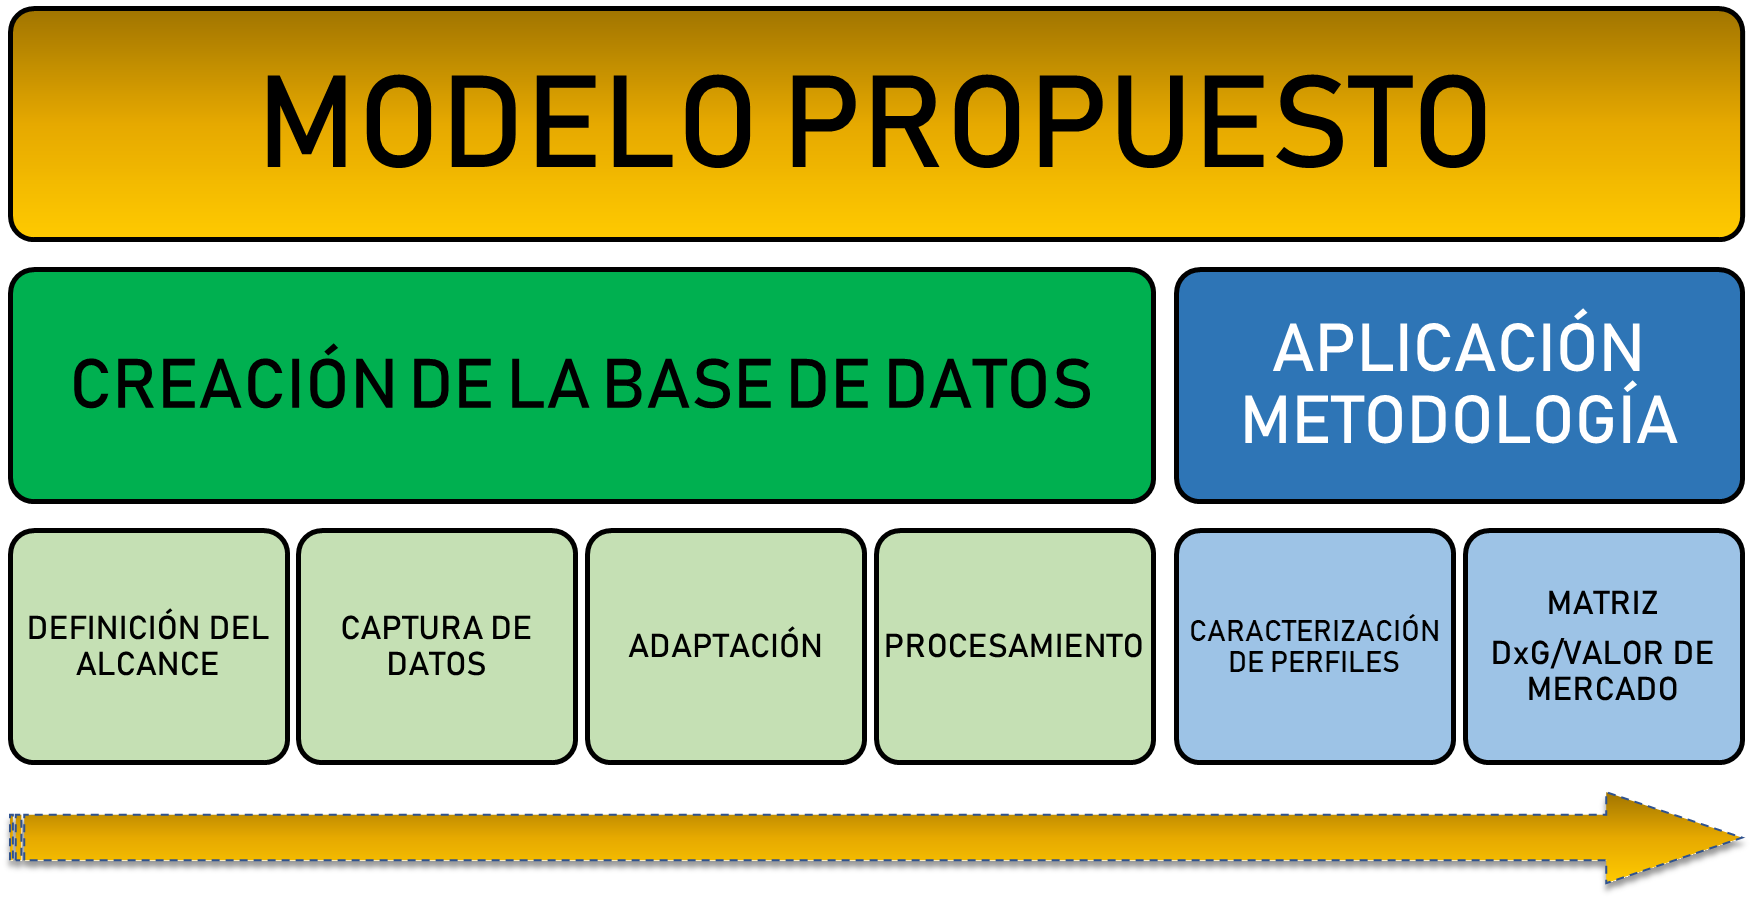 MODELO PROPUESTO
CREACIÓN DE LA BASE DE DATOS
APLICACIÓN
METODOLOGÍA
DEFINICIÓN DEL
ALCANCE
CAPTURA DE
DATOS
ADAPTACIÓN
PROCESAMIENTO
CARACTERIZACIÓN
DE PERFILES
MATRIZ
DxG/VALOR DE
MERCADO